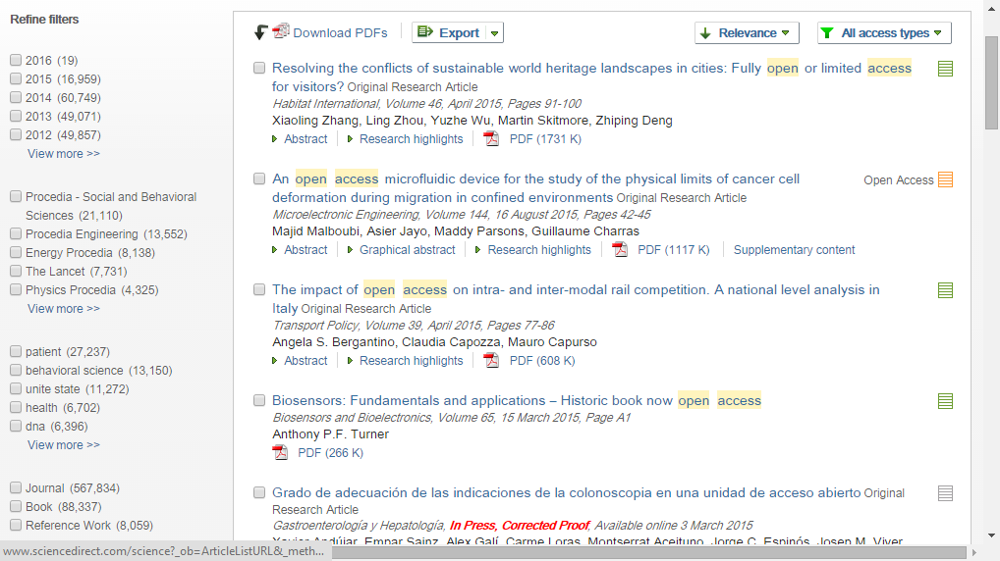 Refine filters
2016 (19)
2015 (16,959)
2014 (60,749)
2013 (49,071)
2012 (49,857)
View more >>
Procedia - Social and Behavioral
Sciences (21,110)
Procedia Engineering (13,552)
Energy Procedia (8,138)
The Lancet (7,731)
Physics Procedia (4,325)
View more >>
patient (27,237)
behavioral science (13,150)
unite state (11,272)
health (6,702)
dna (6,396)
View more >>
Journal (567,834)
Book (88,337)
Reference Work (8,059)
Download PDFs Export Relevance All access types
Resolving the conflicts of sustainable world heritage landscapes in cities: Fully open or limited access
for visitors? Original Research Article
Habitat International, Volume 46, April 2015, Pages 91-100
Xiaoling Zhang, Ling Zhou, Yuzhe Wu, Martin Skitmore, Zhiping Deng
Abstract Research highlights PDF (1731 K)
An open access microfluidic device for the study of the physical limits of cancer cell Open Access
deformation during migration in confined environments Original Research Article
Microelectronic Engineering, Volume 144, 16 August 2015, Pages 42-45
Majid Malboubi, Asier Jayo, Maddy Parsons, Guillaume Charras
Abstract Graphical abstract Research highlights PDF (1117 K) Supplementary content
The impact of open access on intra- and inter-modal rail competition. A national level analysis in
Italy Original Research Article
Transport Policy, Volume 39, April 2015, Pages 77-86
Angela S. Bergantino, Claudia Capozza, Mauro Capurso
Abstract Research highlights PDF (608 K)
Biosensors: Fundamentals and applications – Historic book now open access
Biosensors and Bioelectronics, Volume 65, 15 March 2015, Page A1
Anthony P.F. Turner
PDF (266 K)
Grado de adecuación de las indicaciones de la colonoscopia en una unidad de acceso abierto Original
Research Article
Gastroenterología y Hepatología, In Press, Corrected Proof, Available online 3 March 2015
Xavier Andújar, Empar Sainz, Alex Galí, Carme Loras, Montserrat Aceituno, Jorge C. Espinós, Josep M. Viver
www.sciencedirect.com/science?_ob=ArticleListURL&_meth...